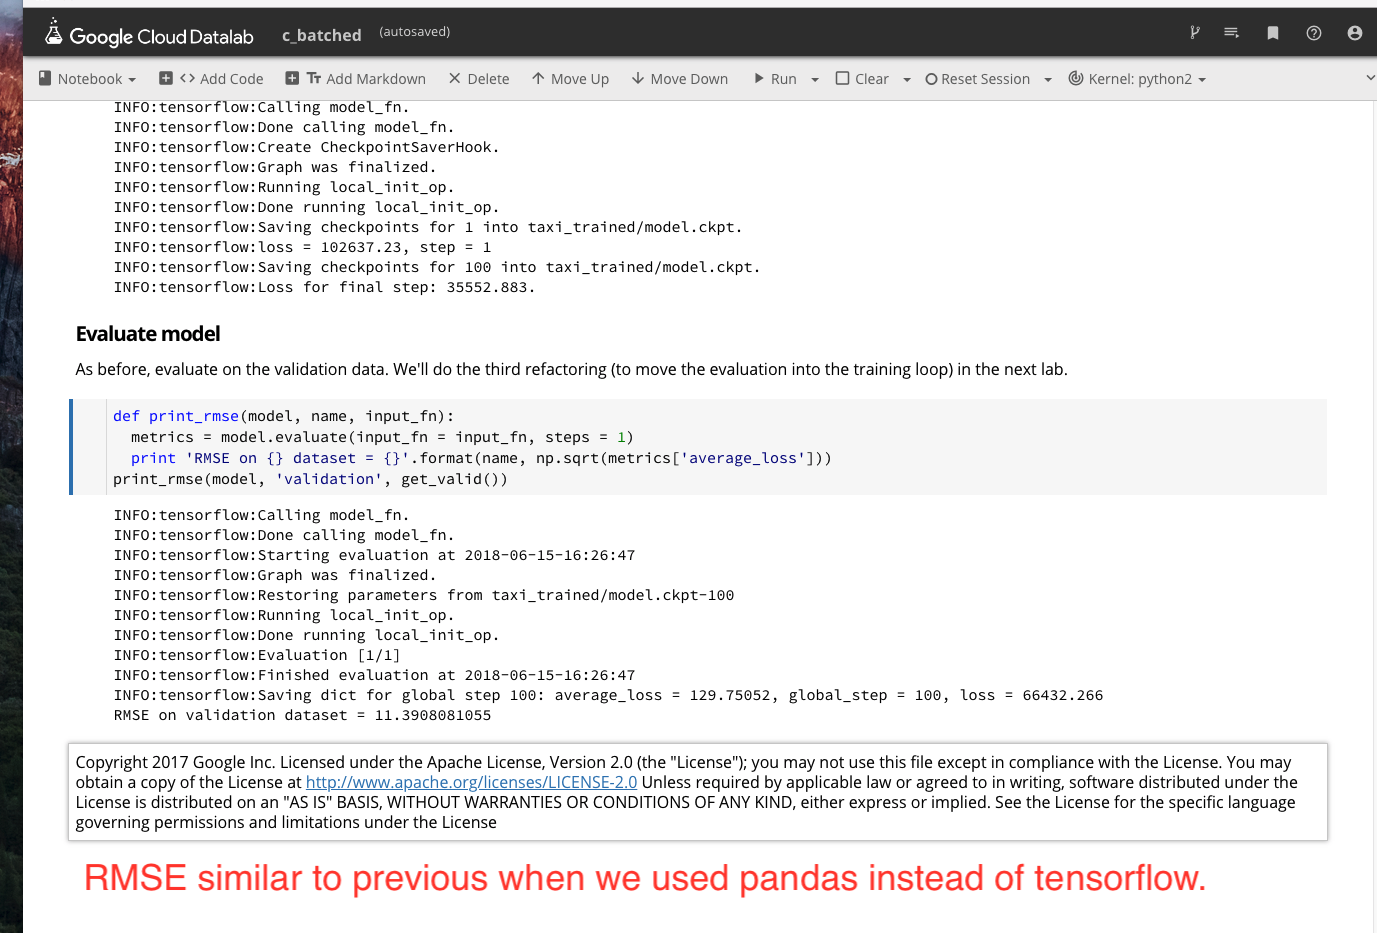 Google Cloud Datalab c_batched (autosaved)
Notebook Add Code Add Markdown Delete Move Up Move Down Run Clear Reset Session Kernel: python2
INFO:tensorflow:Calling model_fn.
INFO:tensorflow:Done calling model_fn.
INFO:tensorflow:Create CheckpointSaverHook.
INFO:tensorflow:Graph was finalized.
INFO:tensorflow:Running local_init_op.
INFO:tensorflow:Done running local_init_op.
INFO:tensorflow:Saving checkpoints for 1 into taxi_trained/model.ckpt.
INFO:tensorflow:loss = 102637.23, step = 1
INFO:tensorflow:Saving checkpoints for 100 into taxi_trained/model.ckpt.
INFO:tensorflow:Loss for final step: 35552.883.
Evaluate model
As before, evaluate on the validation data. We'll do the third refactoring (to move the evaluation into the training loop) in the next lab.
def print_rmse(model, name, input_fn):
  metrics = model.evaluate(input_fn = input_fn, steps = 1)
  print 'RMSE on {} dataset = {}'.format(name, np.sqrt(metrics['average_loss']))
print_rmse(model, 'validation', get_valid())
INFO:tensorflow:Calling model_fn.
INFO:tensorflow:Done calling model_fn.
INFO:tensorflow:Starting evaluation at 2018-06-15-16:26:47
INFO:tensorflow:Graph was finalized.
INFO:tensorflow:Restoring parameters from taxi_trained/model.ckpt-100
INFO:tensorflow:Running local_init_op.
INFO:tensorflow:Done running local_init_op.
INFO:tensorflow:Evaluation [1/1]
INFO:tensorflow:Finished evaluation at 2018-06-15-16:26:47
INFO:tensorflow:Saving dict for global step 100: average_loss = 129.75052, global_step = 100, loss = 66432.266
RMSE on validation dataset = 11.3908081055
Copyright 2017 Google Inc. Licensed under the Apache License, Version 2.0 (the "License"); you may not use this file except in compliance with the License. You may
obtain a copy of the License at http://www.apache.org/licenses/LICENSE-2.0 Unless required by applicable law or agreed to in writing, software distributed under the
License is distributed on an "AS IS" BASIS, WITHOUT WARRANTIES OR CONDITIONS OF ANY KIND, either express or implied. See the License for the specific language
governing permissions and limitations under the License
RMSE similar to previous when we used pandas instead of tensorflow.